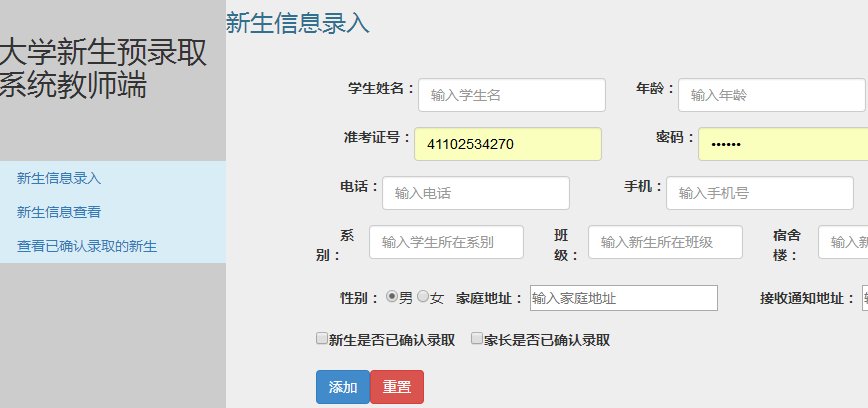 新生信息录入
大学新生预录取
系统教师端
新生信息录入
新生信息查看
查看已确认录取的新生
学生姓名： 输入学生名 年龄： 输入年龄
准考证号： 41102534270 密码： ••••••
电话： 输入电话 手机： 输入手机号
系别： 输入学生所在系别 班级： 输入新生所在班级 宿舍楼： 输入新
性别： 男 女 家庭地址： 输入家庭地址 接收通知地址：
新生是否已确认录取 家长是否已确认录取
添加 重置